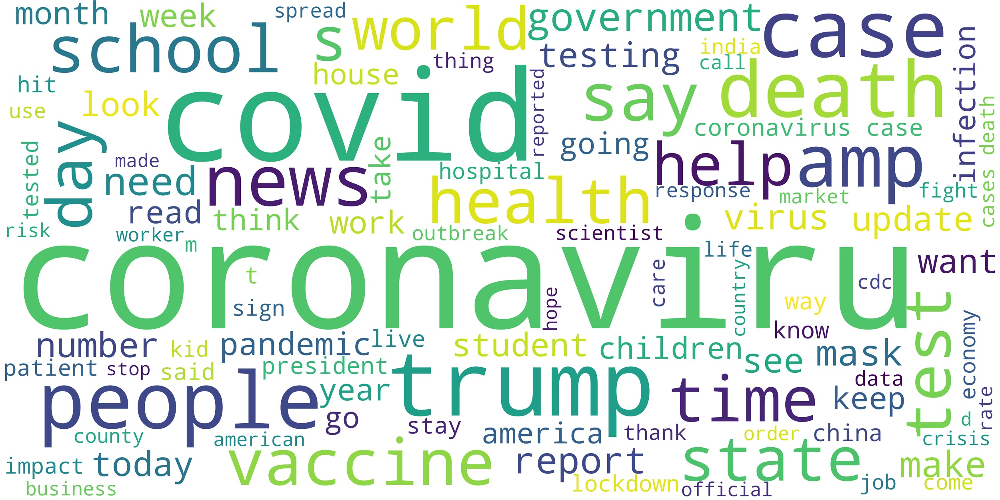 month week spread world government case
school s testing india infection
thing call
hit house covid reported say death
use look coronavirus case cases death
day take going help amp
tested made need news hospital
read think work health response market fight
risk worker outbreak scientist virus update
m
coronaviru life want
t care country cdc
sign hope way test
know economy
number kid pandemic live student children see mask
patient stop said president data
people year trump time keep rate
go stay d
county american america thank order china crisis
impact today vaccine report state make
business lockdown official job come